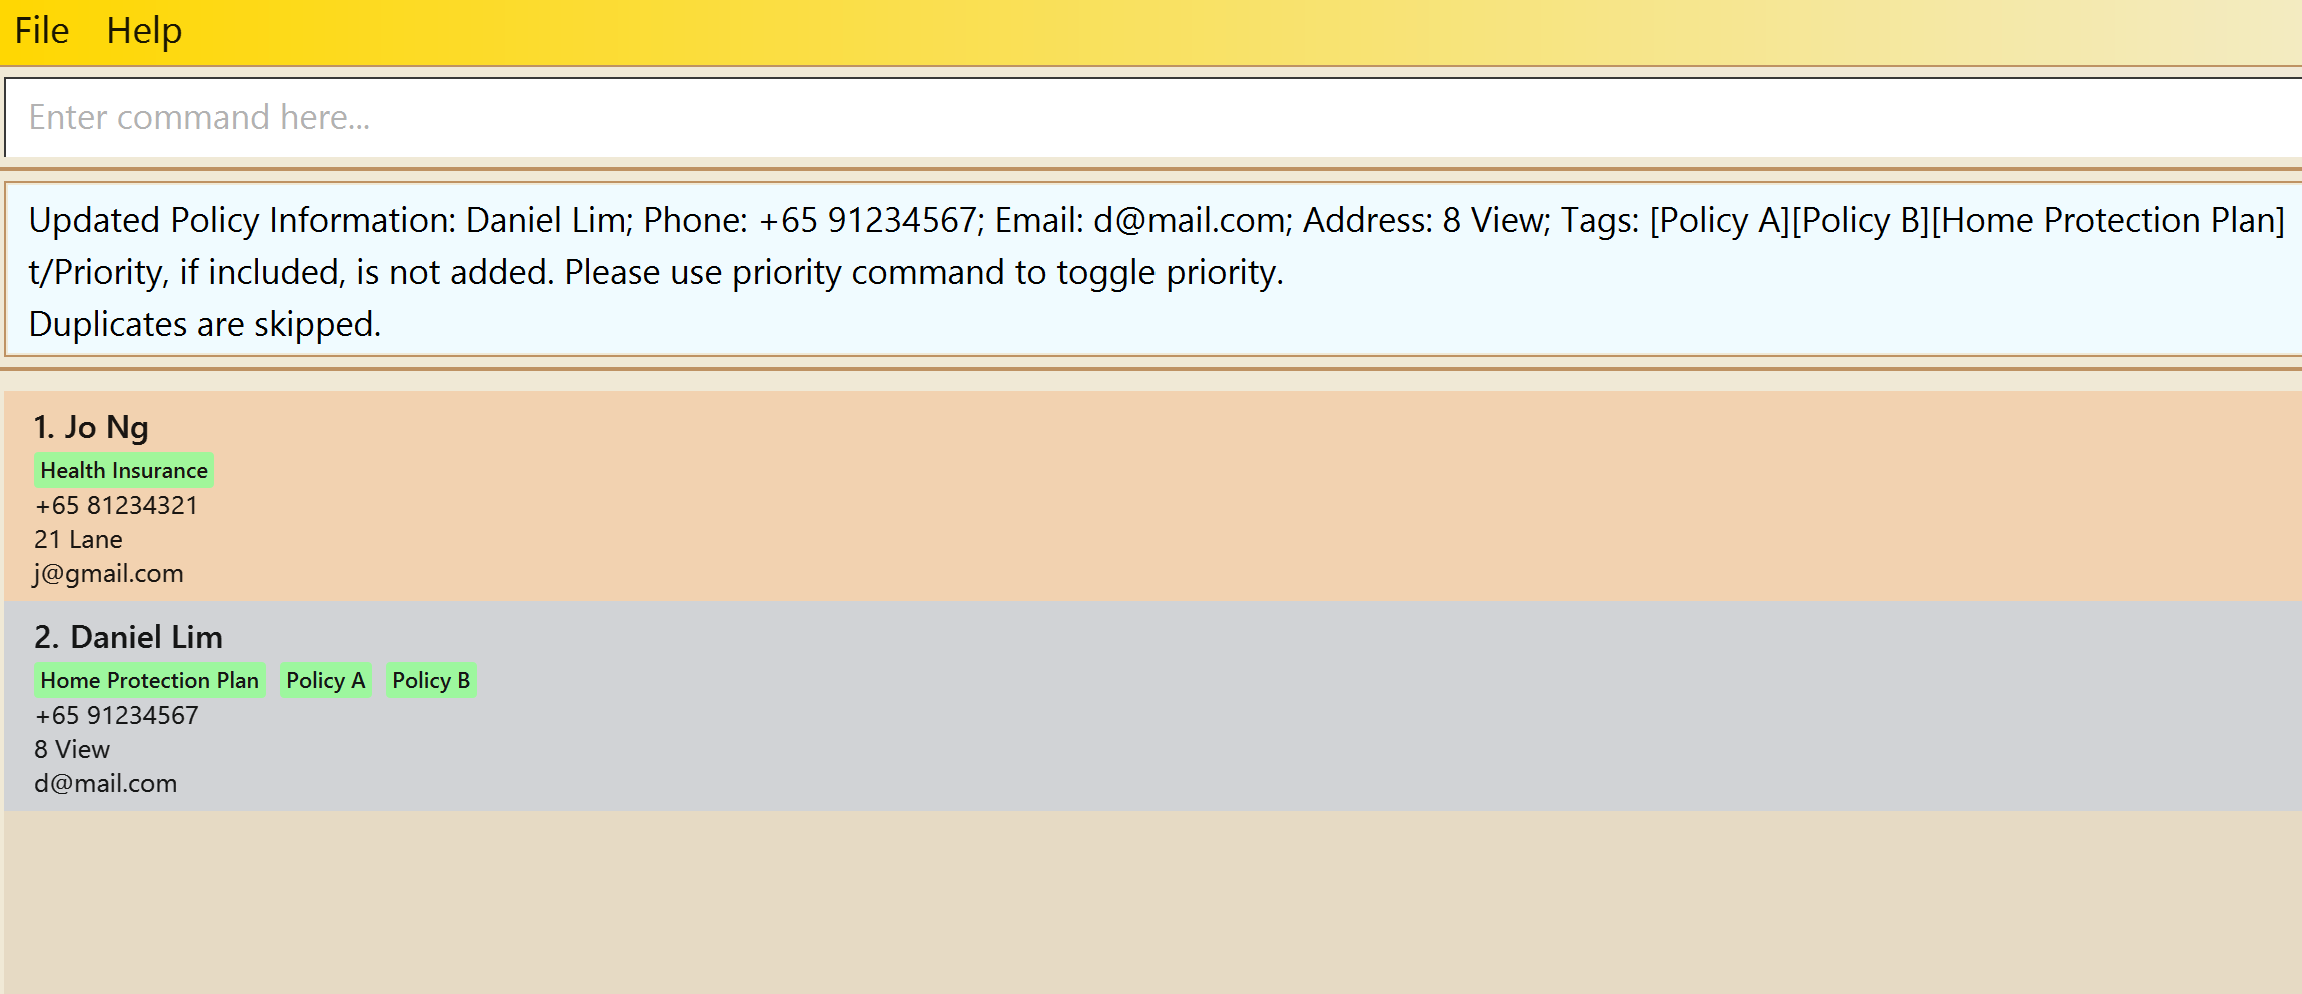 File Help
Enter command here...
Updated Policy Information: Daniel Lim; Phone: +65 91234567; Email: d@mail.com; Address: 8 View; Tags: [Policy A][Policy B][Home Protection Plan]
t/Priority, if included, is not added. Please use priority command to toggle priority.
Duplicates are skipped.
1. Jo Ng
Health Insurance
+65 81234321
21 Lane
j@gmail.com
2. Daniel Lim
Home Protection Plan Policy A Policy B
+65 91234567
8 View
d@mail.com